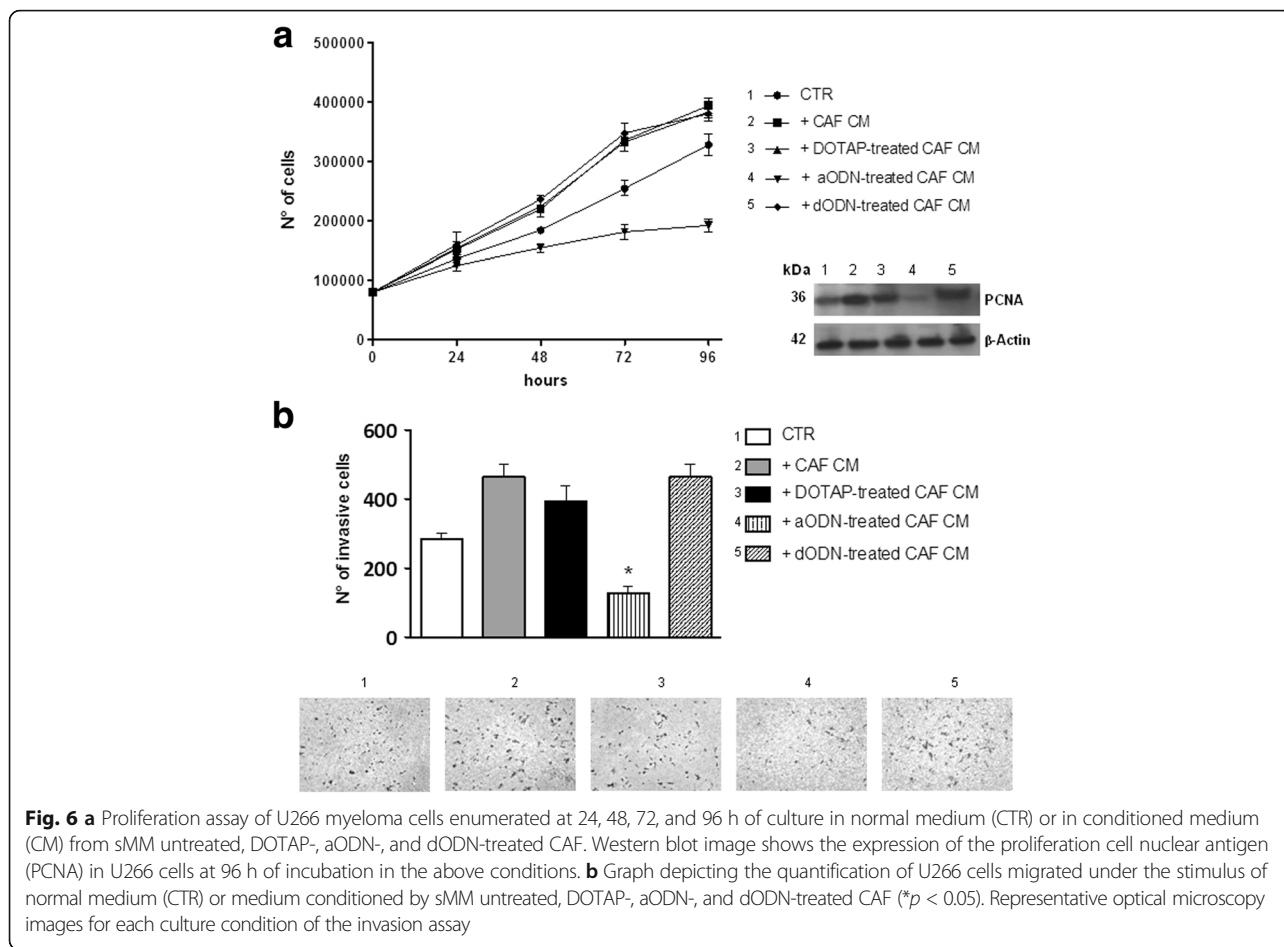 a
500000
400000
300000
200000
100000
0
N° of cells
0 24 48 72 96
hours
1 CTR
2 + CAF CM
3 + DOTAP-treated CAF CM
4 + aODN-treated CAF CM
5 + dODN-treated CAF CM
kDa 1 2 3 4 5
36 PCNA
42 β-Actin
b
600
400
200
0
N° of invasive cells
*
1 CTR
2 + CAF CM
3 + DOTAP-treated CAF CM
4 + aODN-treated CAF CM
5 + dODN-treated CAF CM
1 2 3 4 5
Fig. 6 a Proliferation assay of U266 myeloma cells enumerated at 24, 48, 72, and 96 h of culture in normal medium (CTR) or in conditioned medium
(CM) from sMM untreated, DOTAP-, aODN-, and dODN-treated CAF. Western blot image shows the expression of the proliferation cell nuclear antigen
(PCNA) in U266 cells at 96 h of incubation in the above conditions. b Graph depicting the quantification of U266 cells migrated under the stimulus of
normal medium (CTR) or medium conditioned by sMM untreated, DOTAP-, aODN-, and dODN-treated CAF (*p < 0.05). Representative optical microscopy
images for each culture condition of the invasion assay